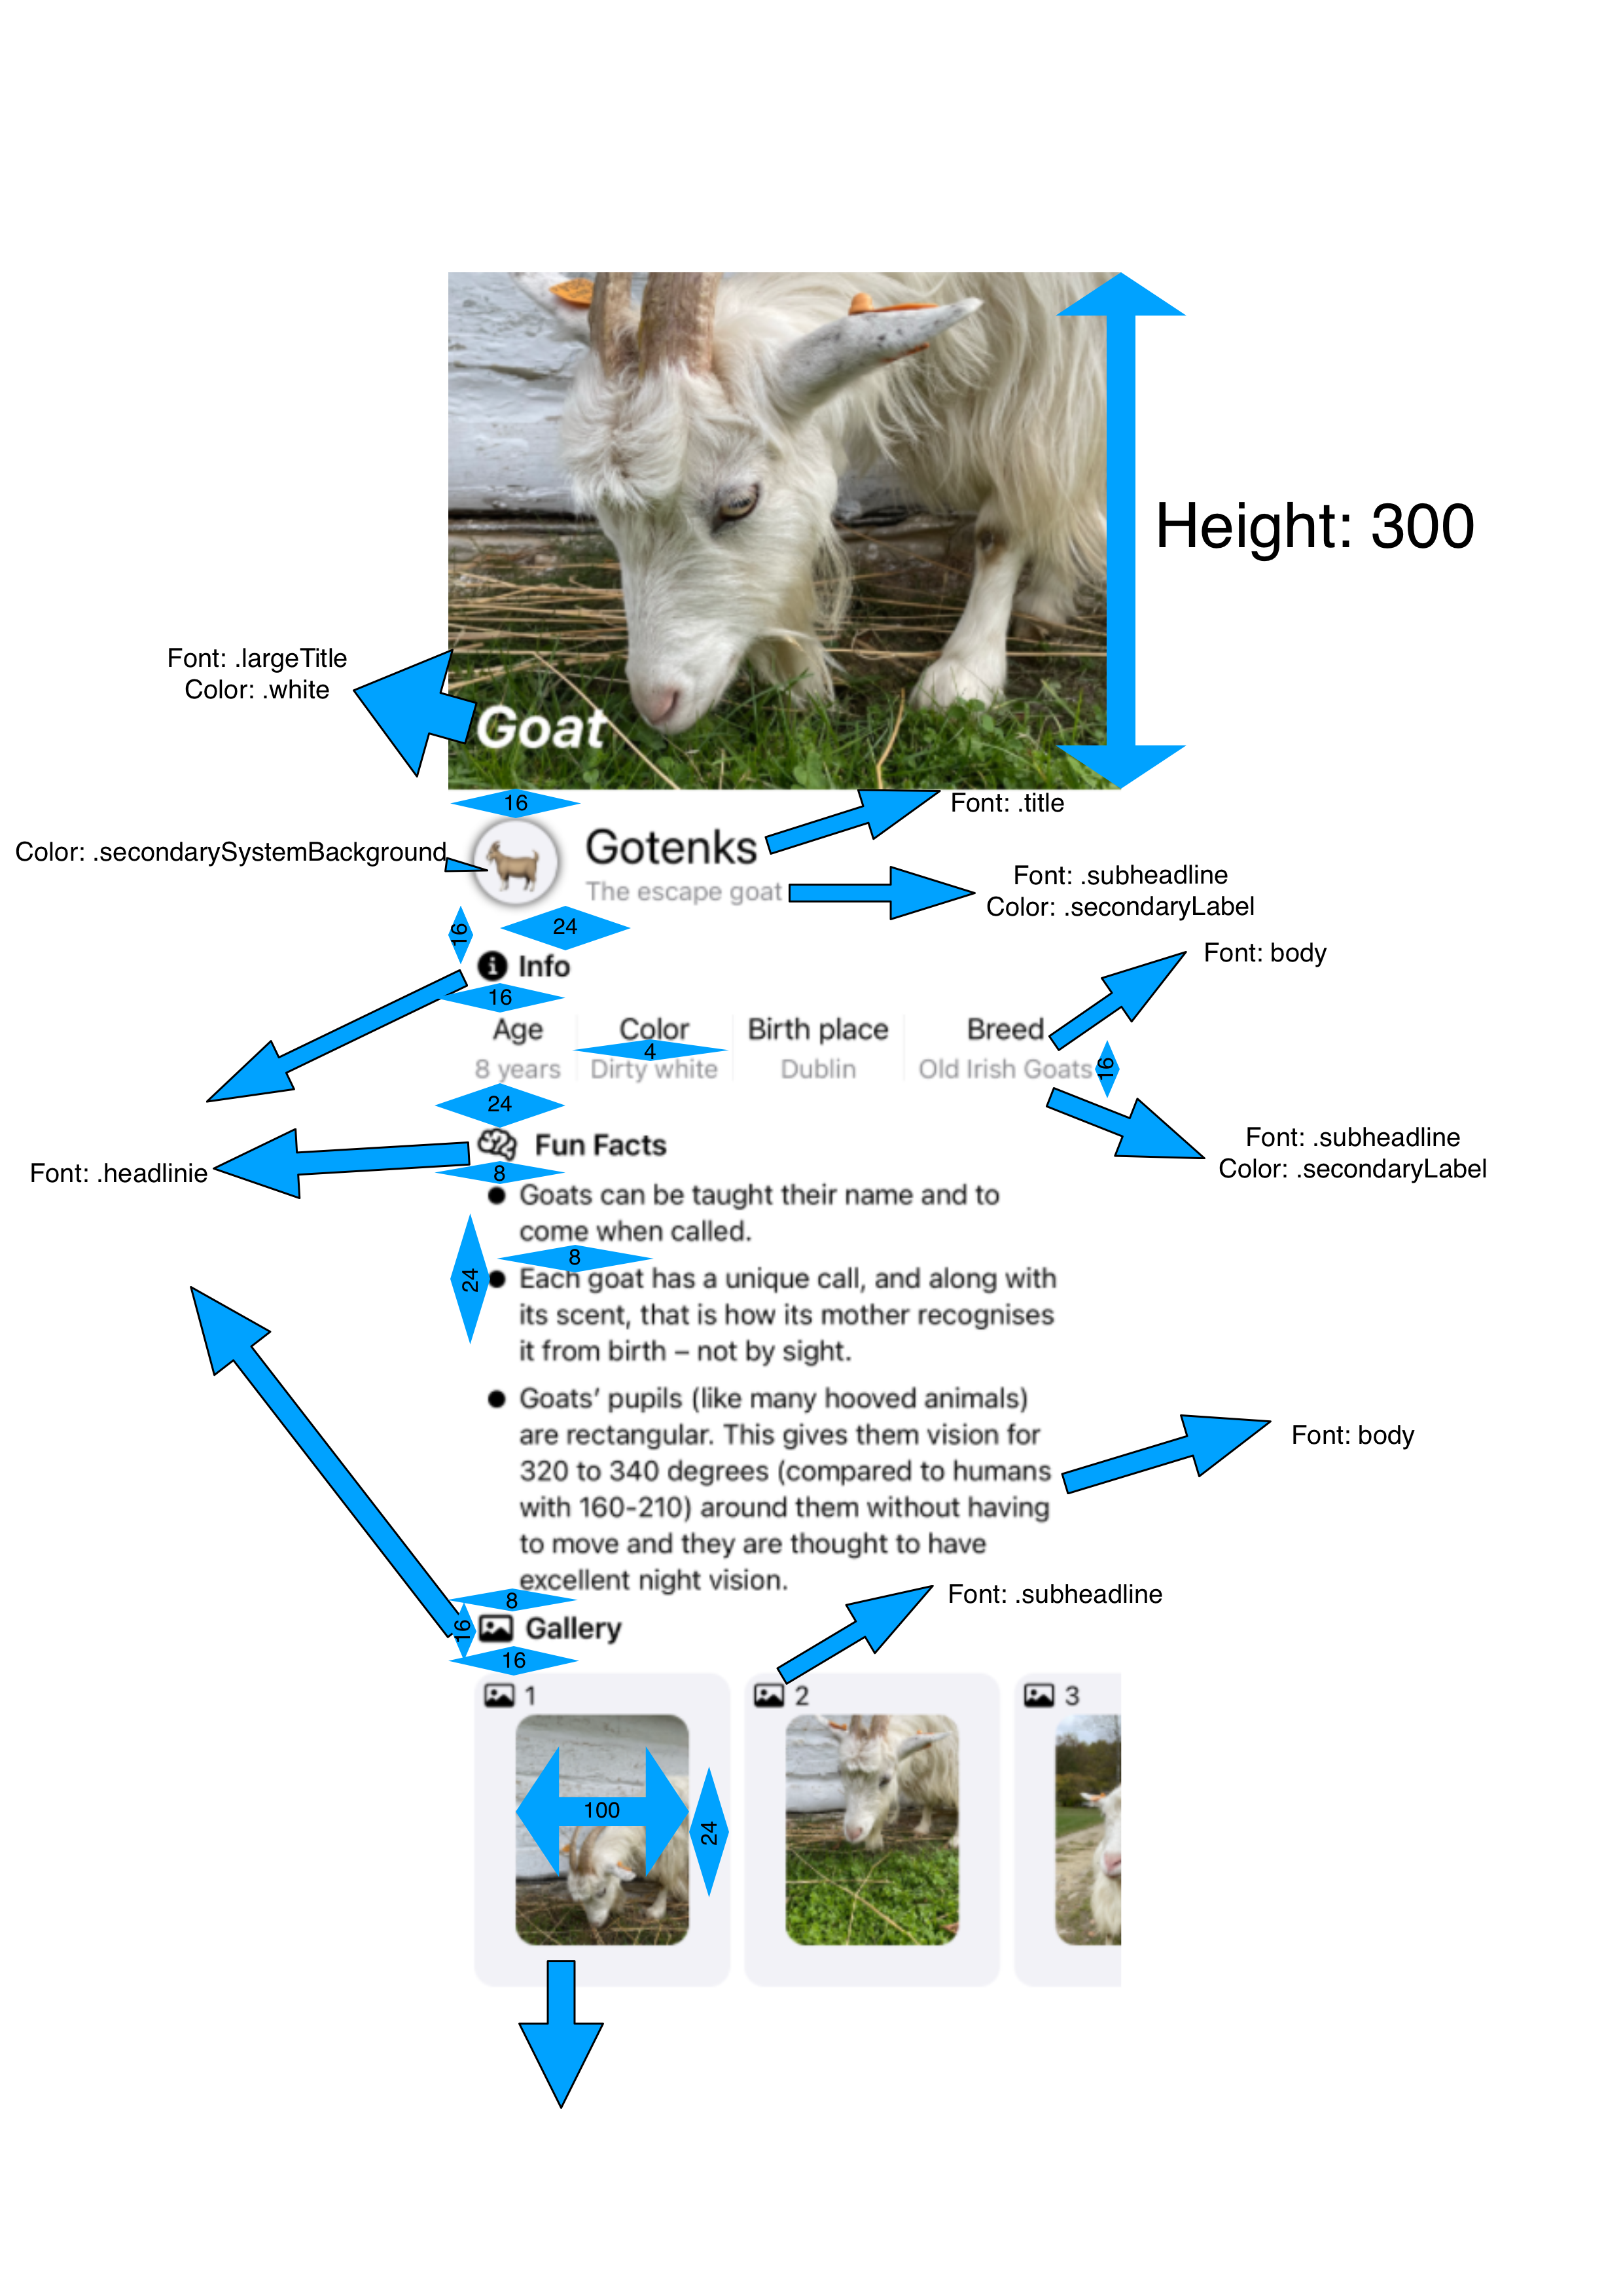 Height: 300
Font: .largeTitle
Color: .white
Goat
16
Font: .title
Color: .secondarySystemBackground
Gotenks
The escape goat
Font: .subheadline
Color: .secondaryLabel
16
24
Info
Font: body
16
Age
Color
Birth place
Breed
4
8 years
Dirty white
Dublin
Old Irish Goats
16
24
Font: .subheadline
Color: .secondaryLabel
Fun Facts
Font: .headlinie
8
Goats can be taught their name and to
come when called.
8
24
Each goat has a unique call, and along with
its scent, that is how its mother recognises
it from birth – not by sight.
Goats’ pupils (like many hooved animals)
are rectangular. This gives them vision for
320 to 340 degrees (compared to humans
with 160-210) around them without having
to move and they are thought to have
excellent night vision.
Font: body
8
Font: .subheadline
16
Gallery
16
1
2
3
100
24